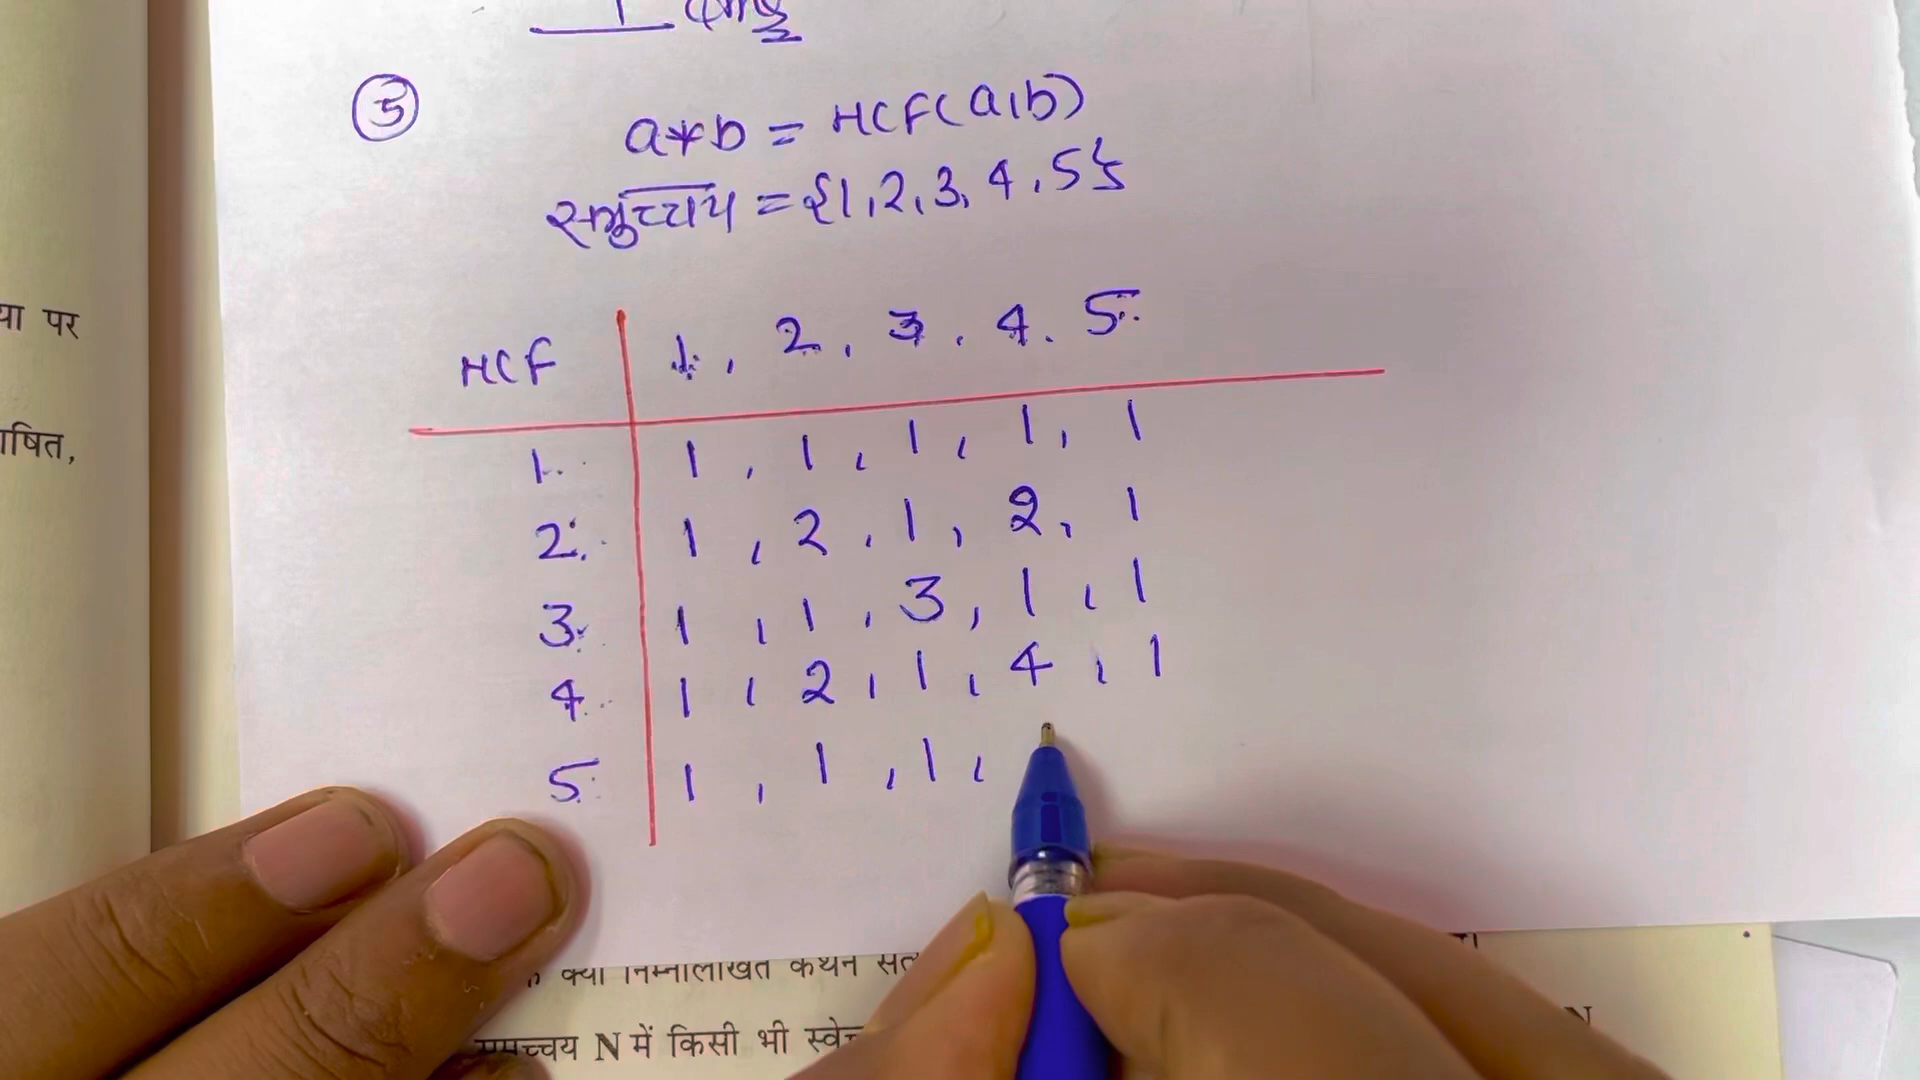 5
a*b = HCF(a,b)
समुच्चय = {1,2,3,4,5}
HCF 1, 2, 3, 4. 5
1. 1, 1, 1, 1, 1
2. 1, 2, 1, 2, 1
3. 1, 1, 3, 1, 1
4. 1, 2, 1, 4, 1
5. 1, 1, 1,
या पर
क्या निम्नलिखित कथन
समुच्चय N में किसी भी
N